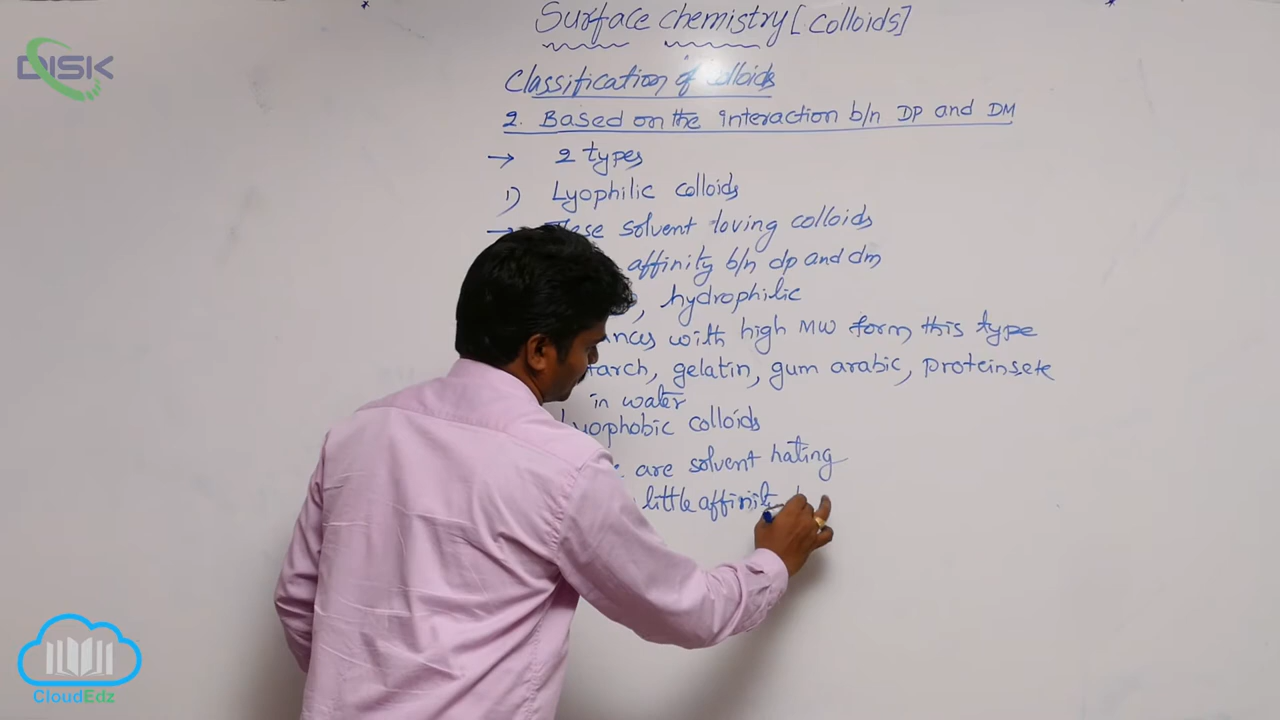 Surface chemistry [colloids]
DISK
Classification of colloids
2. Based on the interaction b/n DP and DM
→ 2 types
1) Lyophilic colloids
→ solvent loving colloids
affinity b/n dp and dm
, hydrophilic
with high MW form this type
gelatin, gum arabic, proteins etc
in water
colloids
are solvent hating
little affinity
CloudEdz